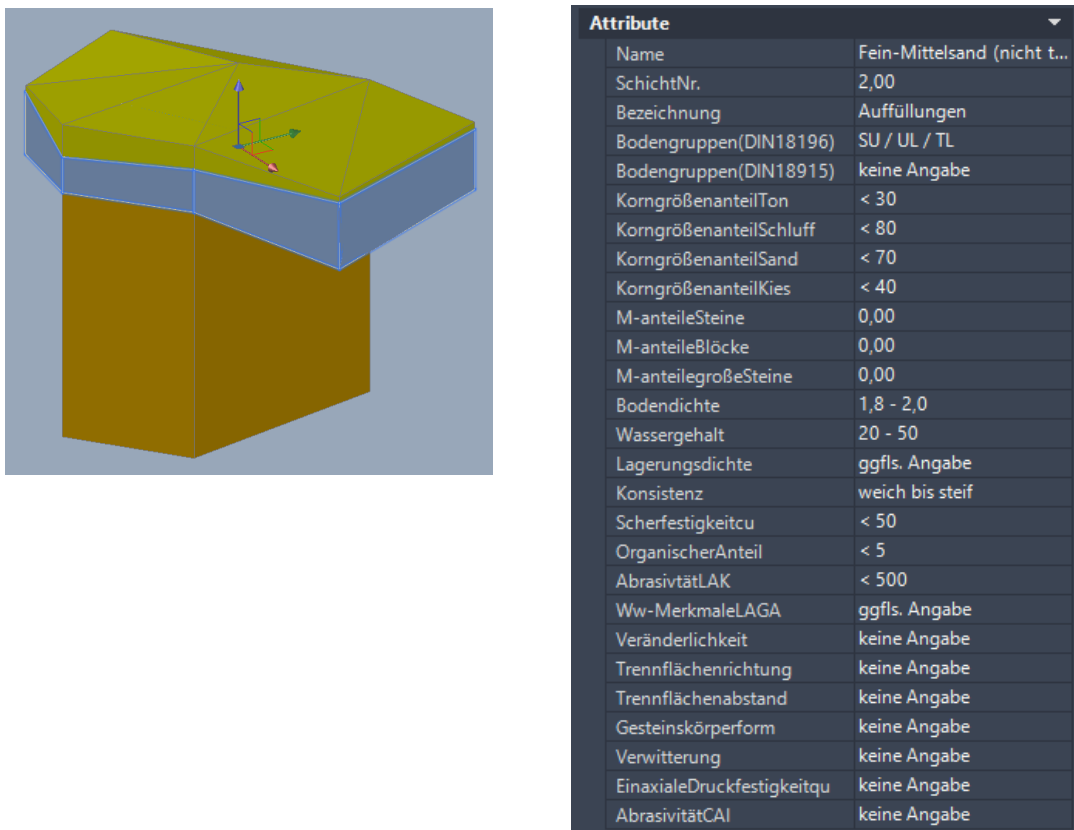 Attribute
Name Fein-Mittelsand (nicht t...
SchichtNr. 2,00
Bezeichnung Auffüllungen
Bodengruppen(DIN18196) SU / UL / TL
Bodengruppen(DIN18915) keine Angabe
KorngrößenanteilTon < 30
KorngrößenanteilSchluff < 80
KorngrößenanteilSand < 70
KorngrößenanteilKies < 40
M-anteileSteine 0,00
M-anteileBlöcke 0,00
M-anteilegroßeSteine 0,00
Bodendichte 1,8 - 2,0
Wassergehalt 20 - 50
Lagerungsdichte ggfls. Angabe
Konsistenz weich bis steif
Scherfestigkeitcu < 50
OrganischerAnteil < 5
AbrasivtätLAK < 500
Ww-MerkmaleLAGA ggfls. Angabe
Veränderlichkeit keine Angabe
Trennflächenrichtung keine Angabe
Trennflächenabstand keine Angabe
Gesteinskörperform keine Angabe
Verwitterung keine Angabe
EinaxialeDruckfestigkeitqu keine Angabe
AbrasivitätCAI keine Angabe